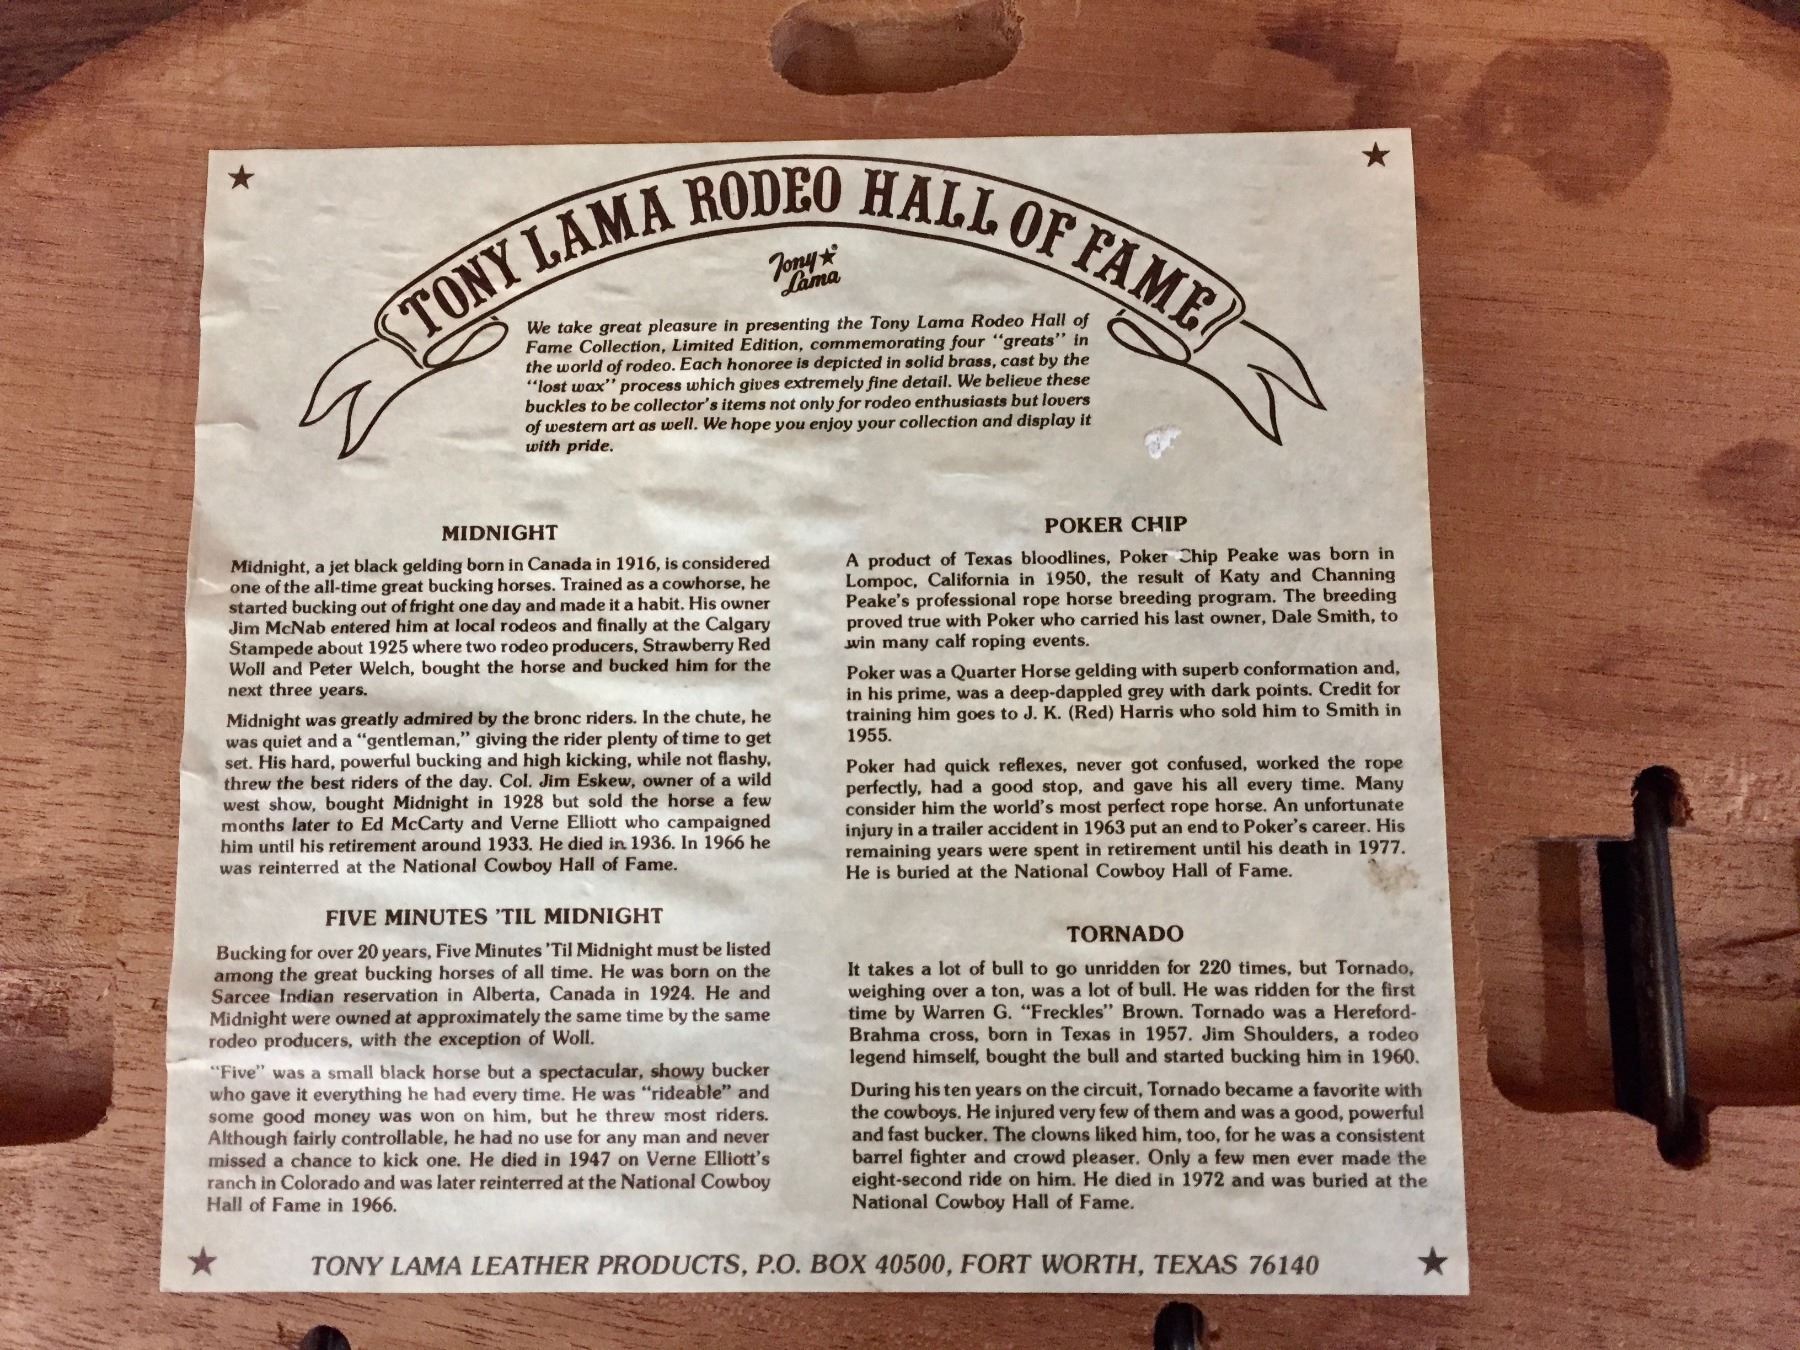 TONY LAMA RODEO HALL OF FAME
Tony
Lama
We take great pleasure in presenting the Tony Lama Rodeo Hall of
Fame Collection, Limited Edition, commemorating four "greats" in
the world of rodeo. Each honoree is depicted in solid brass, cast by the
"lost wax" process which gives extremely fine detail. We believe these
buckles to be collector's items not only for rodeo enthusiasts but lovers
of western art as well. We hope you enjoy your collection and display it
with pride.
MIDNIGHT
Midnight, a jet black gelding born in Canada in 1916, is considered
one of the all-time great bucking horses. Trained as a cowhorse, he
started bucking out of fright one day and made it a habit. His owner
Jim McNab entered him at local rodeos and finally at the Calgary
Stampede about 1925 where two rodeo producers, Strawberry Red
Woll and Peter Welch, bought the horse and bucked him for the
next three years.
Midnight was greatly admired by the bronc riders. In the chute, he
was quiet and a "gentleman," giving the rider plenty of time to get
set. His hard, powerful bucking and high kicking, while not flashy,
threw the best riders of the day. Col. Jim Eskew, owner of a wild
west show, bought Midnight in 1928 but sold the horse a few
months later to Ed McCarty and Verne Elliott who campaigned
him until his retirement around 1933. He died in 1936. In 1966 he
was reinterred at the National Cowboy Hall of Fame.
FIVE MINUTES 'TIL MIDNIGHT
Bucking for over 20 years, Five Minutes 'Til Midnight must be listed
among the great bucking horses of all time. He was born on the
Sarcee Indian reservation in Alberta, Canada in 1924. He and
Midnight were owned at approximately the same time by the same
rodeo producers, with the exception of Woll.
"Five" was a small black horse but a spectacular, showy bucker
who gave it everything he had every time. He was "rideable" and
some good money was won on him, but he threw most riders.
Although fairly controllable, he had no use for any man and never
missed a chance to kick one. He died in 1947 on Verne Elliott's
ranch in Colorado and was later reinterred at the National Cowboy
Hall of Fame in 1966.
POKER CHIP
A product of Texas bloodlines, Poker Chip Peake was born in
Lompoc, California in 1950, the result of Katy and Channing
Peake's professional rope horse breeding program. The breeding
proved true with Poker who carried his last owner, Dale Smith, to
win many calf roping events.
Poker was a Quarter Horse gelding with superb conformation and,
in his prime, was a deep-dappled grey with dark points. Credit for
training him goes to J. K. (Red) Harris who sold him to Smith in
1955.
Poker had quick reflexes, never got confused, worked the rope
perfectly, had a good stop, and gave his all every time. Many
consider him the world's most perfect rope horse. An unfortunate
injury in a trailer accident in 1963 put an end to Poker's career. His
remaining years were spent in retirement until his death in 1977.
He is buried at the National Cowboy Hall of Fame.
TORNADO
It takes a lot of bull to go unridden for 220 times, but Tornado,
weighing over a ton, was a lot of bull. He was ridden for the first
time by Warren G. "Freckles" Brown. Tornado was a Hereford-
Brahma cross, born in Texas in 1957. Jim Shoulders, a rodeo
legend himself, bought the bull and started bucking him in 1960.
During his ten years on the circuit, Tornado became a favorite with
the cowboys. He injured very few of them and was a good, powerful
and fast bucker. The clowns liked him, too, for he was a consistent
barrel fighter and crowd pleaser. Only a few men ever made the
eight-second ride on him. He died in 1972 and was buried at the
National Cowboy Hall of Fame.
TONY LAMA LEATHER PRODUCTS, P.O. BOX 40500, FORT WORTH, TEXAS 76140